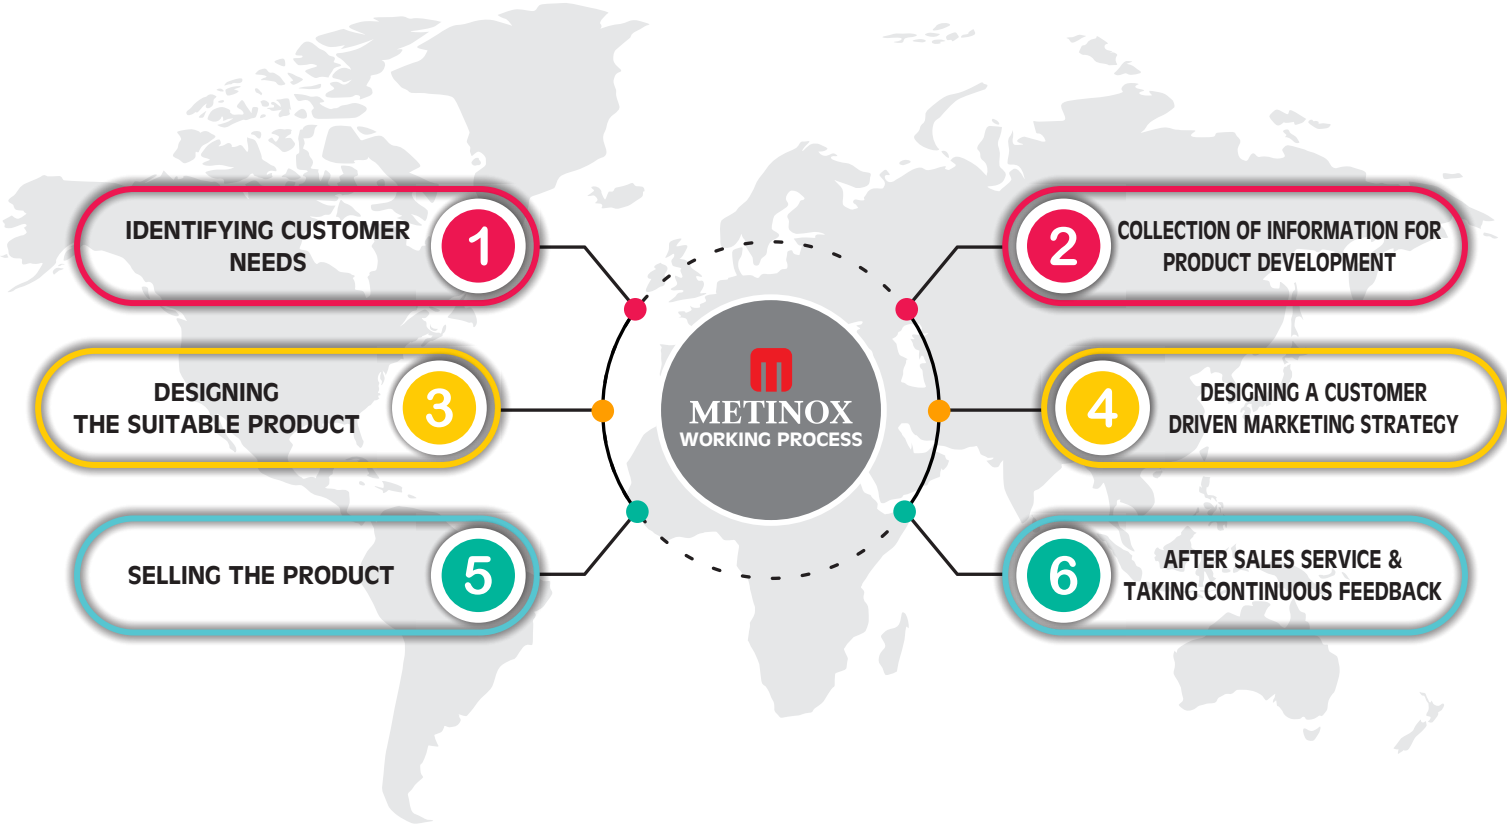 IDENTIFYING CUSTOMER
NEEDS
1
2
COLLECTION OF INFORMATION FOR
PRODUCT DEVELOPMENT
DESIGNING
THE SUITABLE PRODUCT
3
METINOX
WORKING PROCESS
4
DESIGNING A CUSTOMER
DRIVEN MARKETING STRATEGY
SELLING THE PRODUCT
5
6
AFTER SALES SERVICE &
TAKING CONTINUOUS FEEDBACK